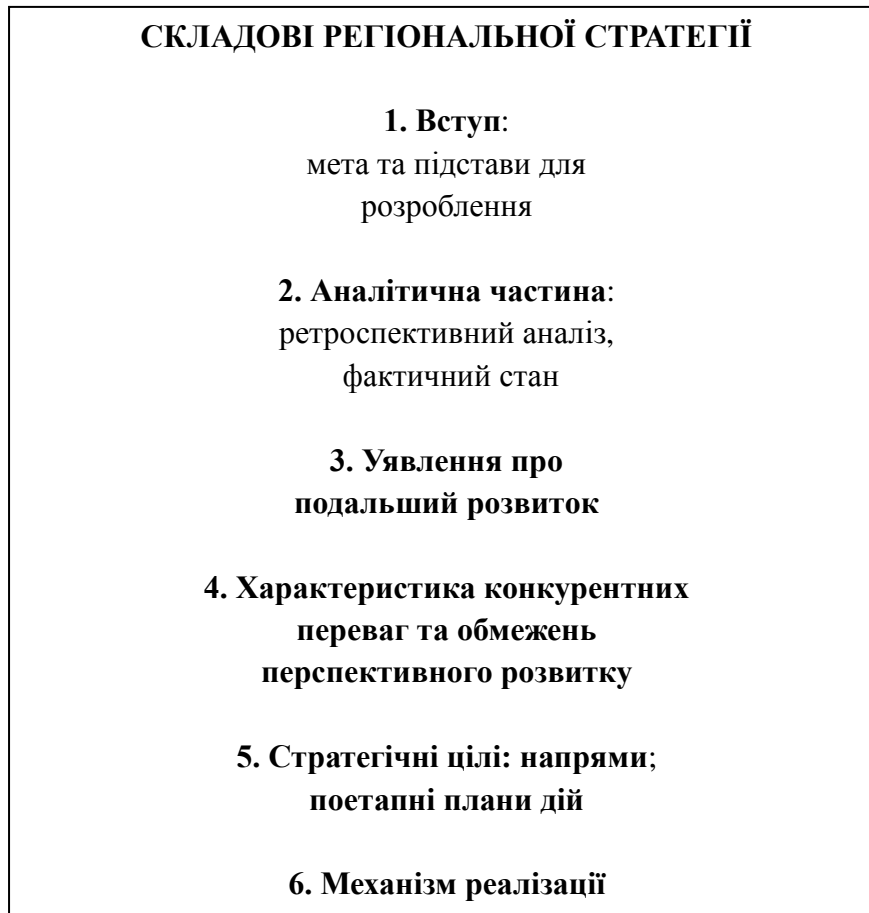 СКЛАДОВІ РЕГІОНАЛЬНОЇ СТРАТЕГІЇ
1. Вступ:
мета та підстави для
розроблення
2. Аналітична частина:
ретроспективний аналіз,
фактичний стан
3. Уявлення про
подальший розвиток
4. Характеристика конкурентних
переваг та обмежень
перспективного розвитку
5. Стратегічні цілі: напрями;
поетапні плани дій
6. Механізм реалізації